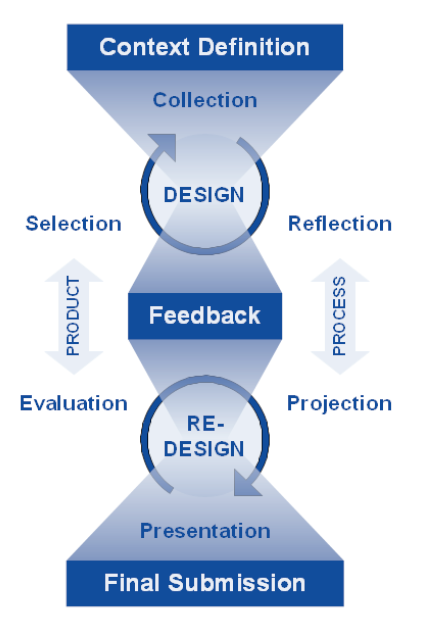 Context Definition
Collection
DESIGN
Selection
Reflection
PRODUCT
PROCESS
Feedback
Evaluation
Projection
RE-
DESIGN
Presentation
Final Submission